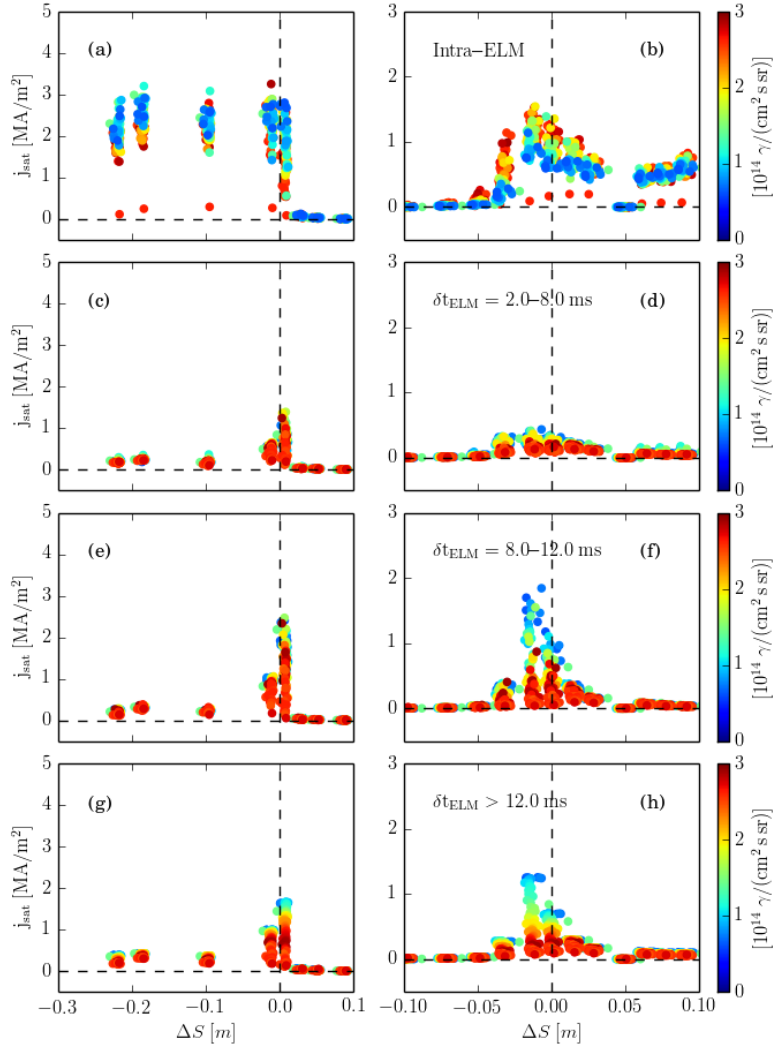 5
4
3
2
1
0
j_sat [MA/m²]
(a)
3
2
1
0
Intra–ELM
(b)
3
2
1
0
[10¹⁴ γ/(cm² s sr)]
5
4
3
2
1
0
j_sat [MA/m²]
(c)
3
2
1
0
δt_ELM = 2.0–8.0 ms
(d)
3
2
1
0
[10¹⁴ γ/(cm² s sr)]
5
4
3
2
1
0
j_sat [MA/m²]
(e)
3
2
1
0
δt_ELM = 8.0–12.0 ms
(f)
3
2
1
0
[10¹⁴ γ/(cm² s sr)]
5
4
3
2
1
0
j_sat [MA/m²]
(g)
3
2
1
0
δt_ELM > 12.0 ms
(h)
3
2
1
0
[10¹⁴ γ/(cm² s sr)]
−0.3 −0.2 −0.1 0.0 0.1
ΔS [m]
−0.10 −0.05 0.00 0.05 0.10
ΔS [m]